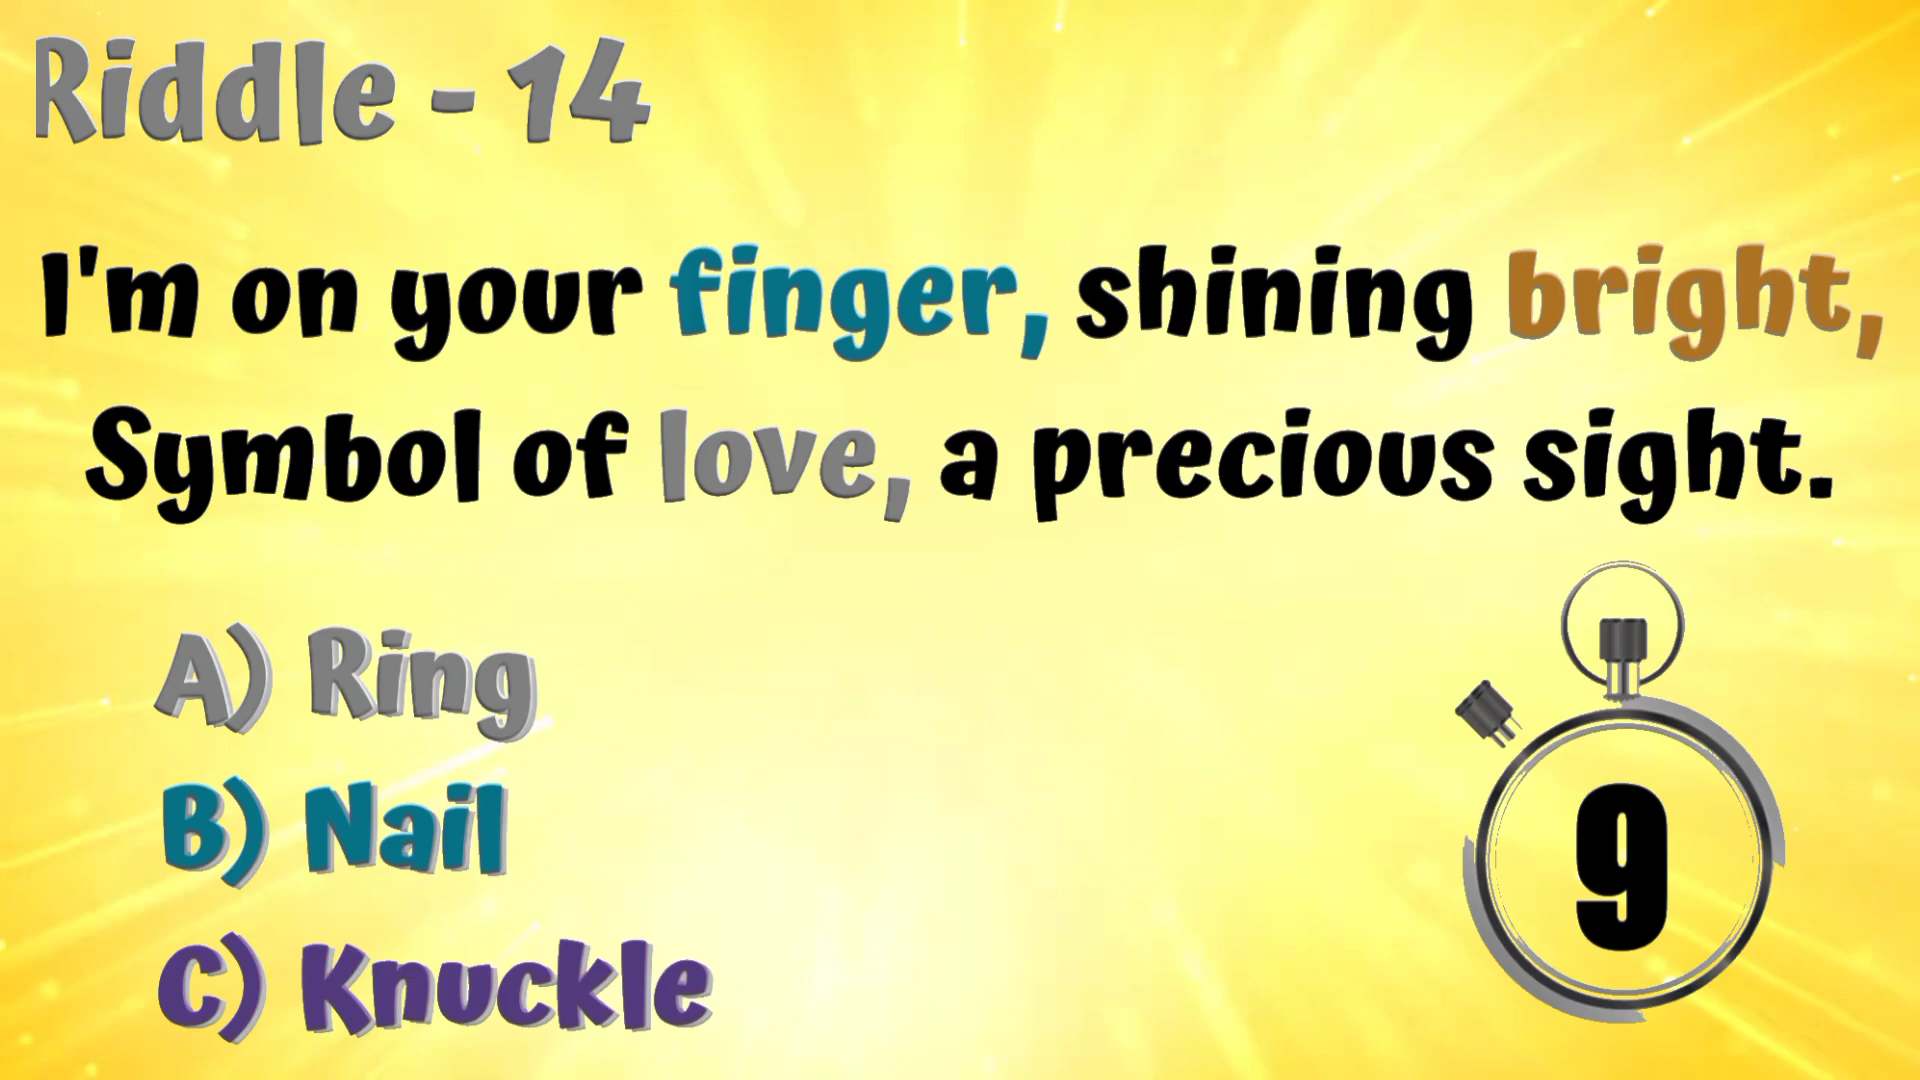 Riddle - 14
I'm on your finger, shining bright,
Symbol of love, a precious sight.
A) Ring
B) Nail
C) Knuckle
9